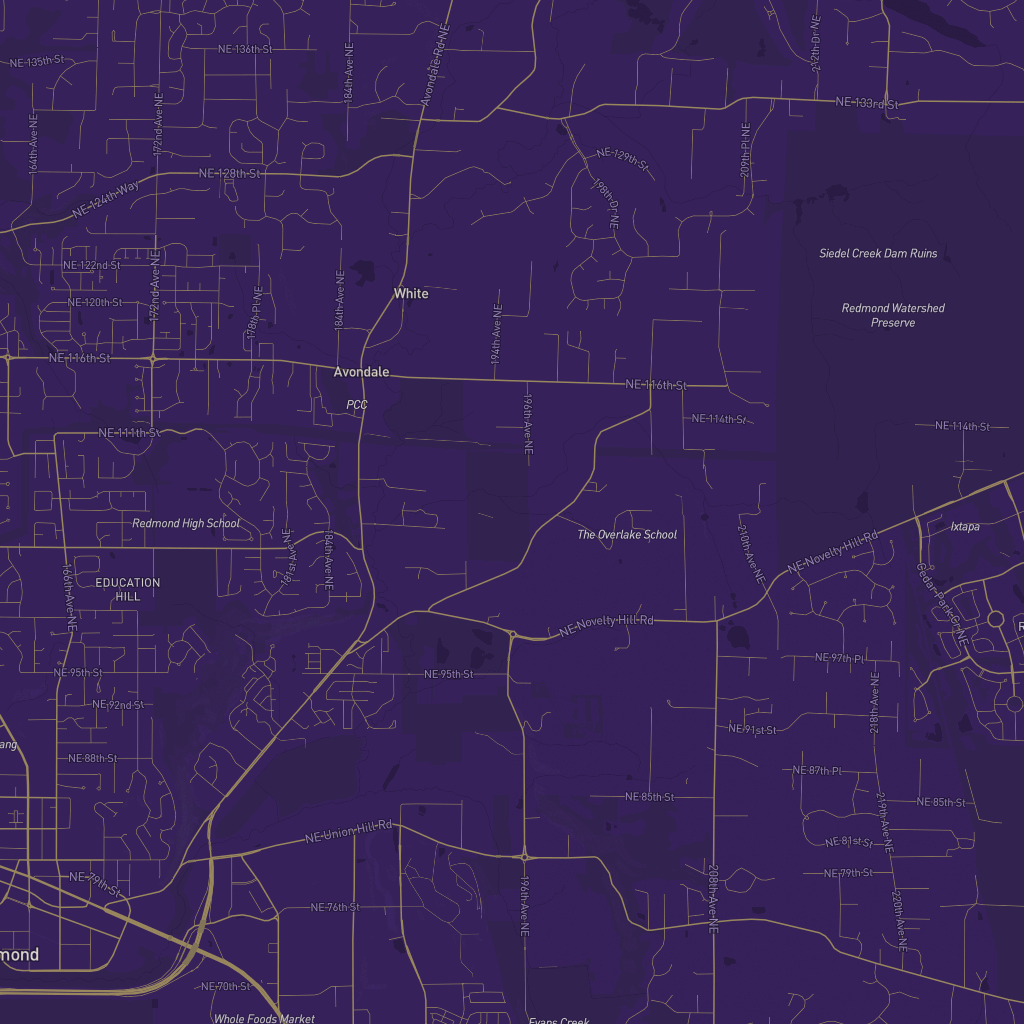 NE 136th St
NE 135th St
184th Ave NE
Avondale Rd NE
212th Dr NE
NE 133rd St
164th Ave NE
172nd Ave NE
209th Pl NE
NE 129th St
NE 128th St
NE 124th Way
198th Dr NE
Siedel Creek Dam Ruins
NE 122nd St
172nd Ave NE
184th Ave NE
White
NE 120th St
178th Pl NE
194th Ave NE
Redmond Watershed
Preserve
NE 116th St
Avondale
NE 116th St
PCC
196th Ave NE
NE 114th St
NE 114th St
NE 111th St
Redmond High School
The Overlake School
Ixtapa
181st Ave NE
184th Ave NE
210th Ave NE
NE Novelty Hill Rd
EDUCATION
HILL
166th Ave NE
Cedar Park Cr NE
NE Novelty Hill Rd
R
NE 97th Pl
NE 95th St
NE 95th St
218th Ave NE
NE 92nd St
NE 91st St
ang
NE 88th St
NE 87th Pl
NE 85th St
NE 85th St
219th Ave NE
NE Union Hill Rd
NE 81st St
NE 79th St
NE 79th St
196th Ave NE
208th Ave NE
220th Ave NE
NE 76th St
mond
NE 70th St
Whole Foods Market
Evans Creek